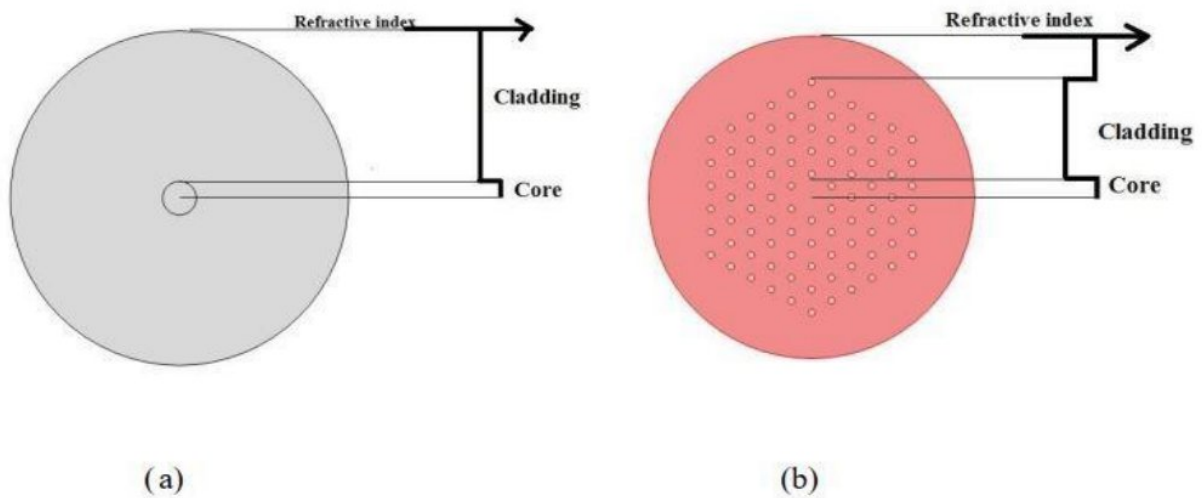 Refractive index
Cladding
Core
(a)
Refractive index
Cladding
Core
(b)